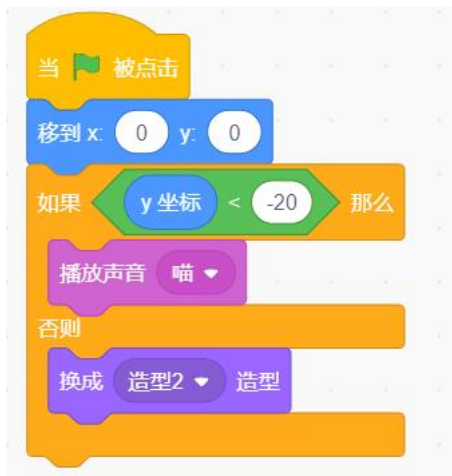 当 被点击
移到 x: 0 y: 0
如果 y 坐标 < -20 那么
播放声音 喵
否则
换成 造型2 造型